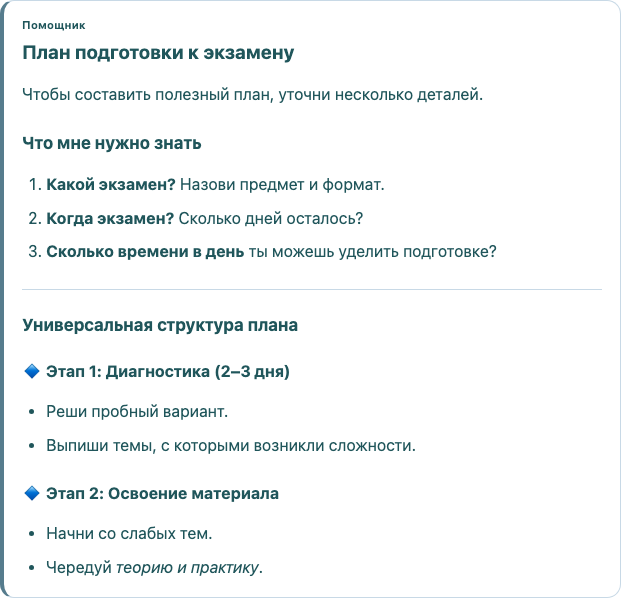 Помощник
План подготовки к экзамену
Чтобы составить полезный план, уточни несколько деталей.
Что мне нужно знать
1. Какой экзамен? Назови предмет и формат.
2. Когда экзамен? Сколько дней осталось?
3. Сколько времени в день ты можешь уделить подготовке?
Универсальная структура плана
🔷 Этап 1: Диагностика (2–3 дня)
• Реши пробный вариант.
• Выпиши темы, с которыми возникли сложности.
🔷 Этап 2: Освоение материала
• Начни со слабых тем.
• Чередуй теорию и практику.